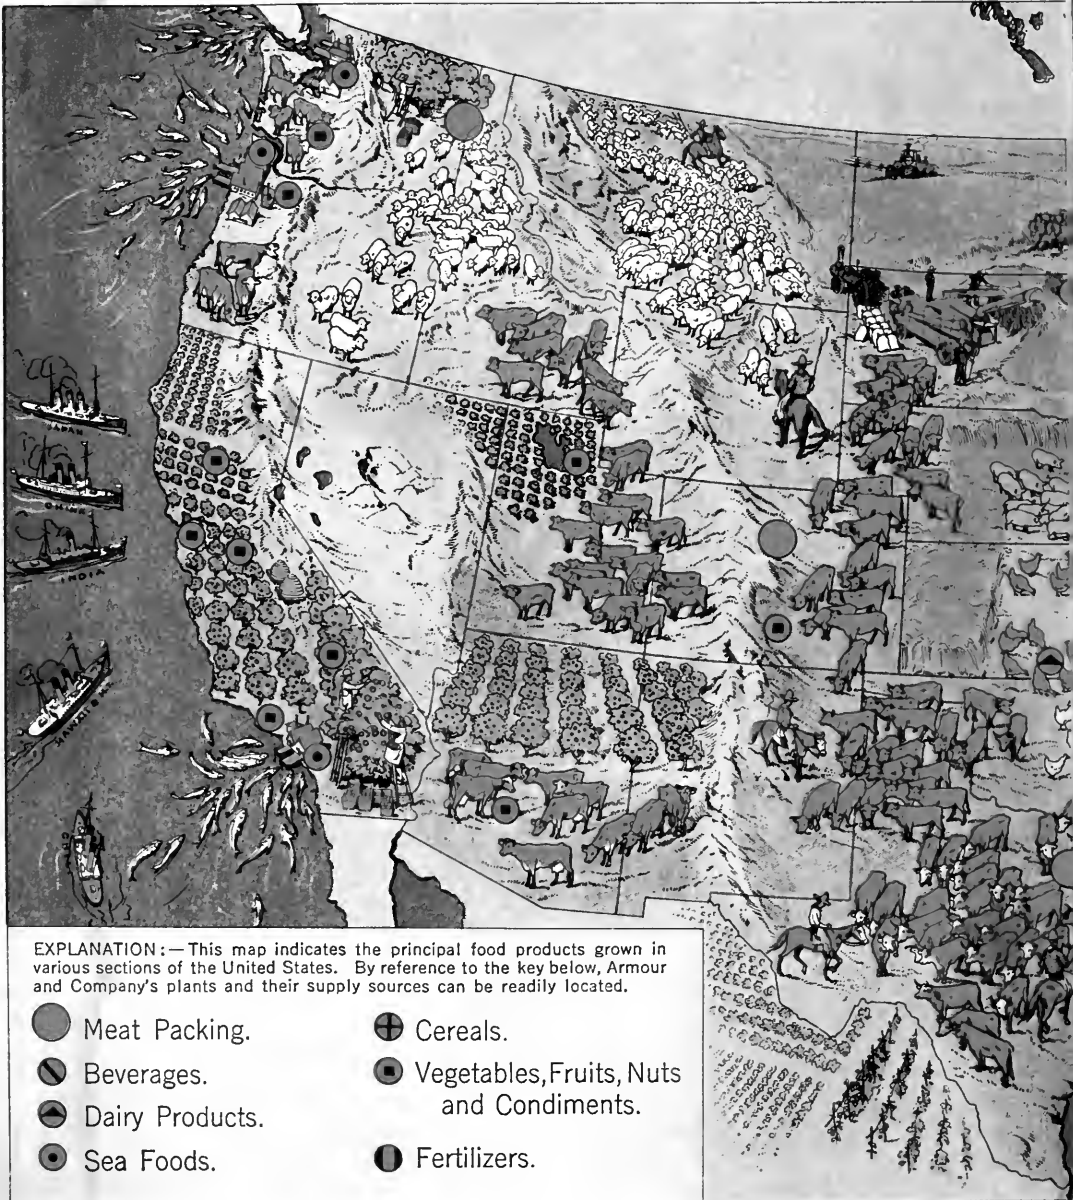 JAPAN
CHINA
INDIA
HAWAII
EXPLANATION:—This map indicates the principal food products grown in
various sections of the United States. By reference to the key below, Armour
and Company's plants and their supply sources can be readily located.
Meat Packing.
Beverages.
Dairy Products.
Sea Foods.
Cereals.
Vegetables, Fruits, Nuts
and Condiments.
Fertilizers.